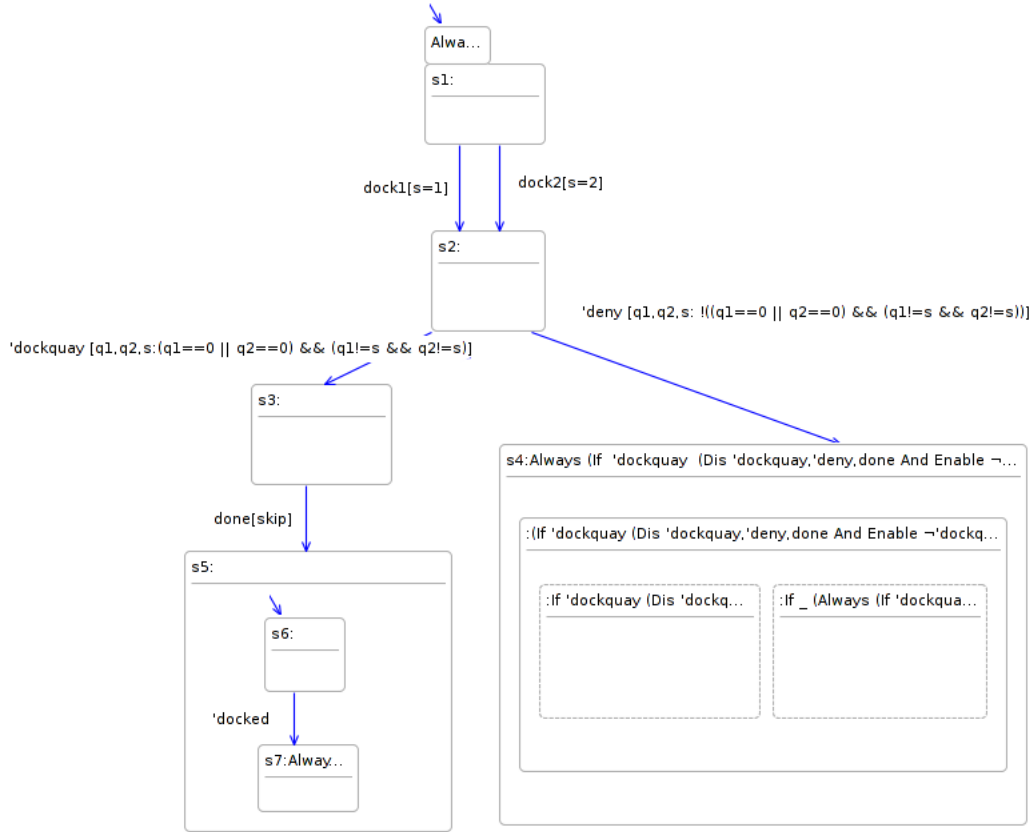 Alwa...
s1:
dock1[s=1]
dock2[s=2]
s2:
'deny [q1,q2,s: !((q1==0 || q2==0) && (q1!=s && q2!=s))]
'dockquay [q1,q2,s:(q1==0 || q2==0) && (q1!=s && q2!=s)]
s3:
s4:Always (If 'dockquay (Dis 'dockquay,'deny,done And Enable ¬...
done[skip]
:(If 'dockquay (Dis 'dockquay,'deny,done And Enable ¬'dockq...
s5:
:If 'dockquay (Dis 'dockq...
:If _ (Always (If 'dockqua...
s6:
'docked
s7:Alway...